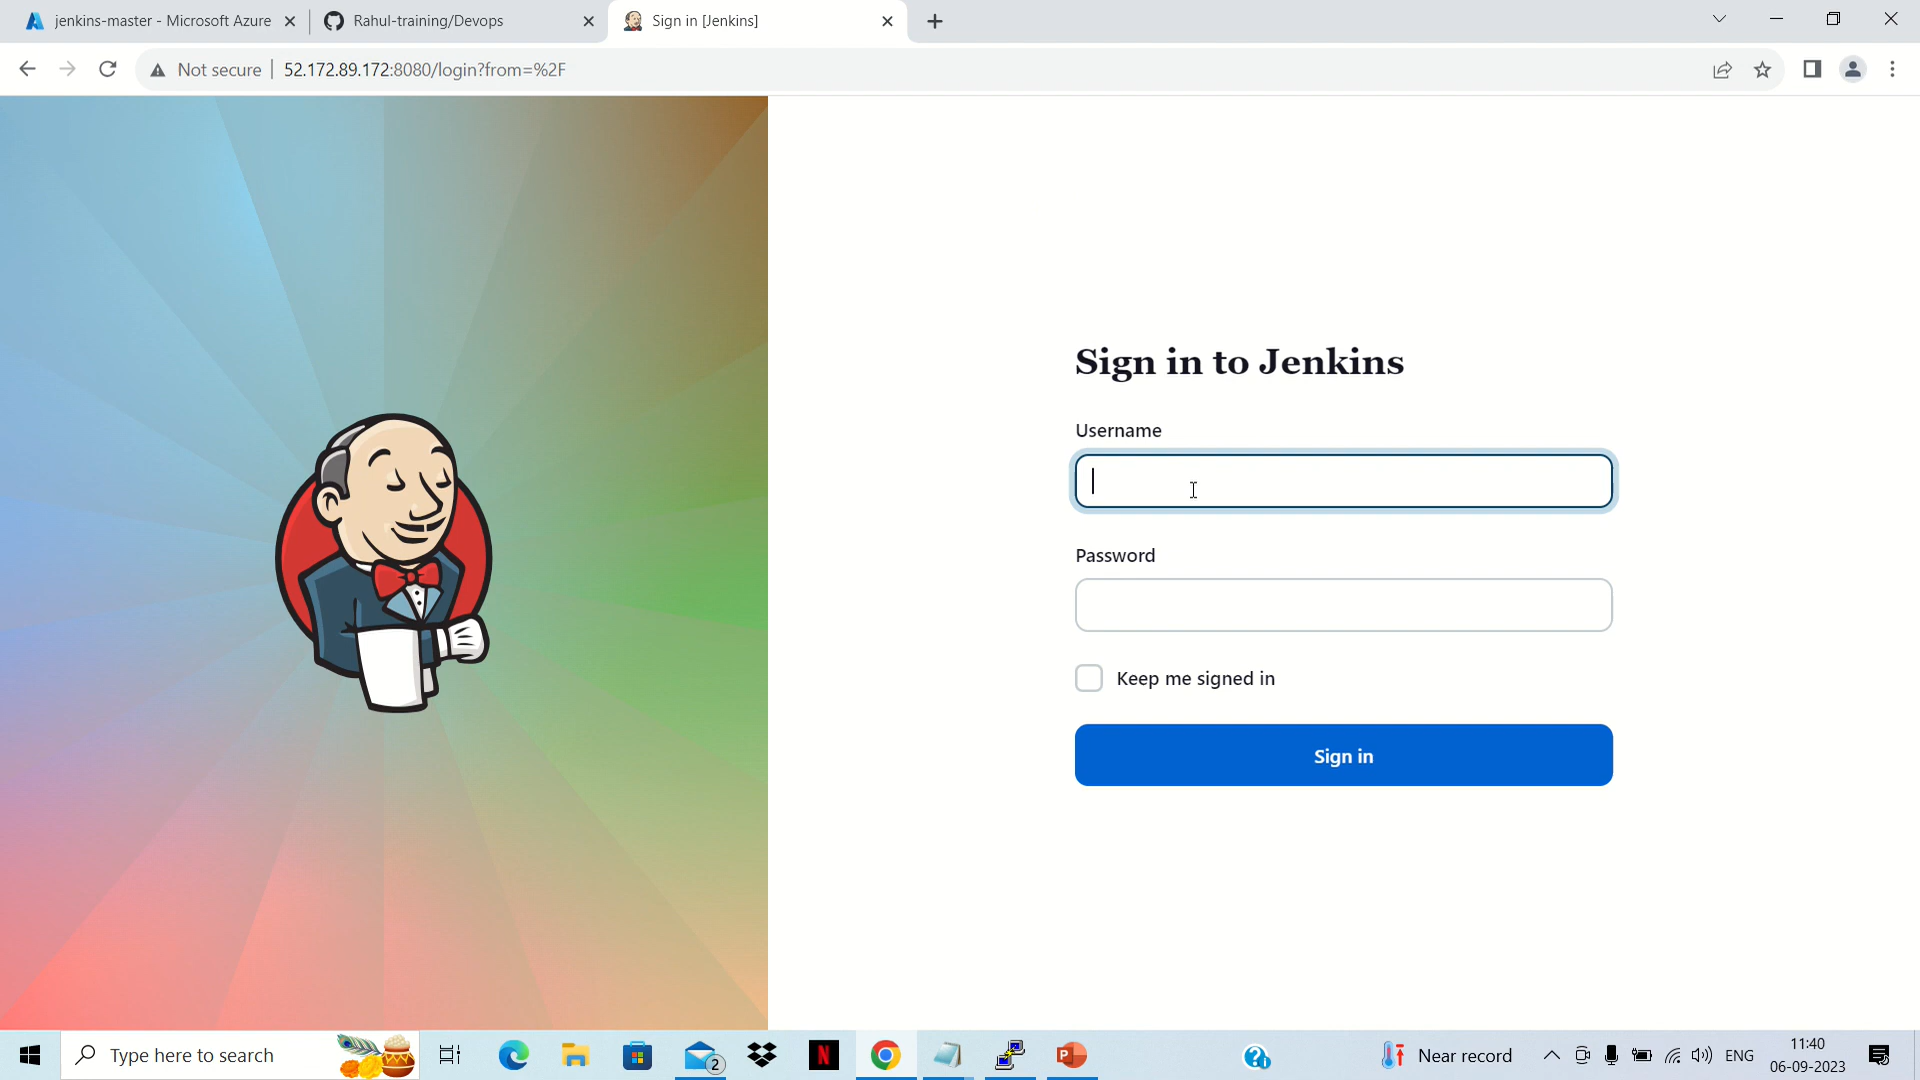 jenkins-master - Microsoft Azure
Rahul-training/Devops
Sign in [Jenkins]
Not secure
52.172.89.172:8080/login?from=%2F
Sign in to Jenkins
Username
Password
Keep me signed in
Sign in
Type here to search
2
N
Near record
ENG
11:40
06-09-2023